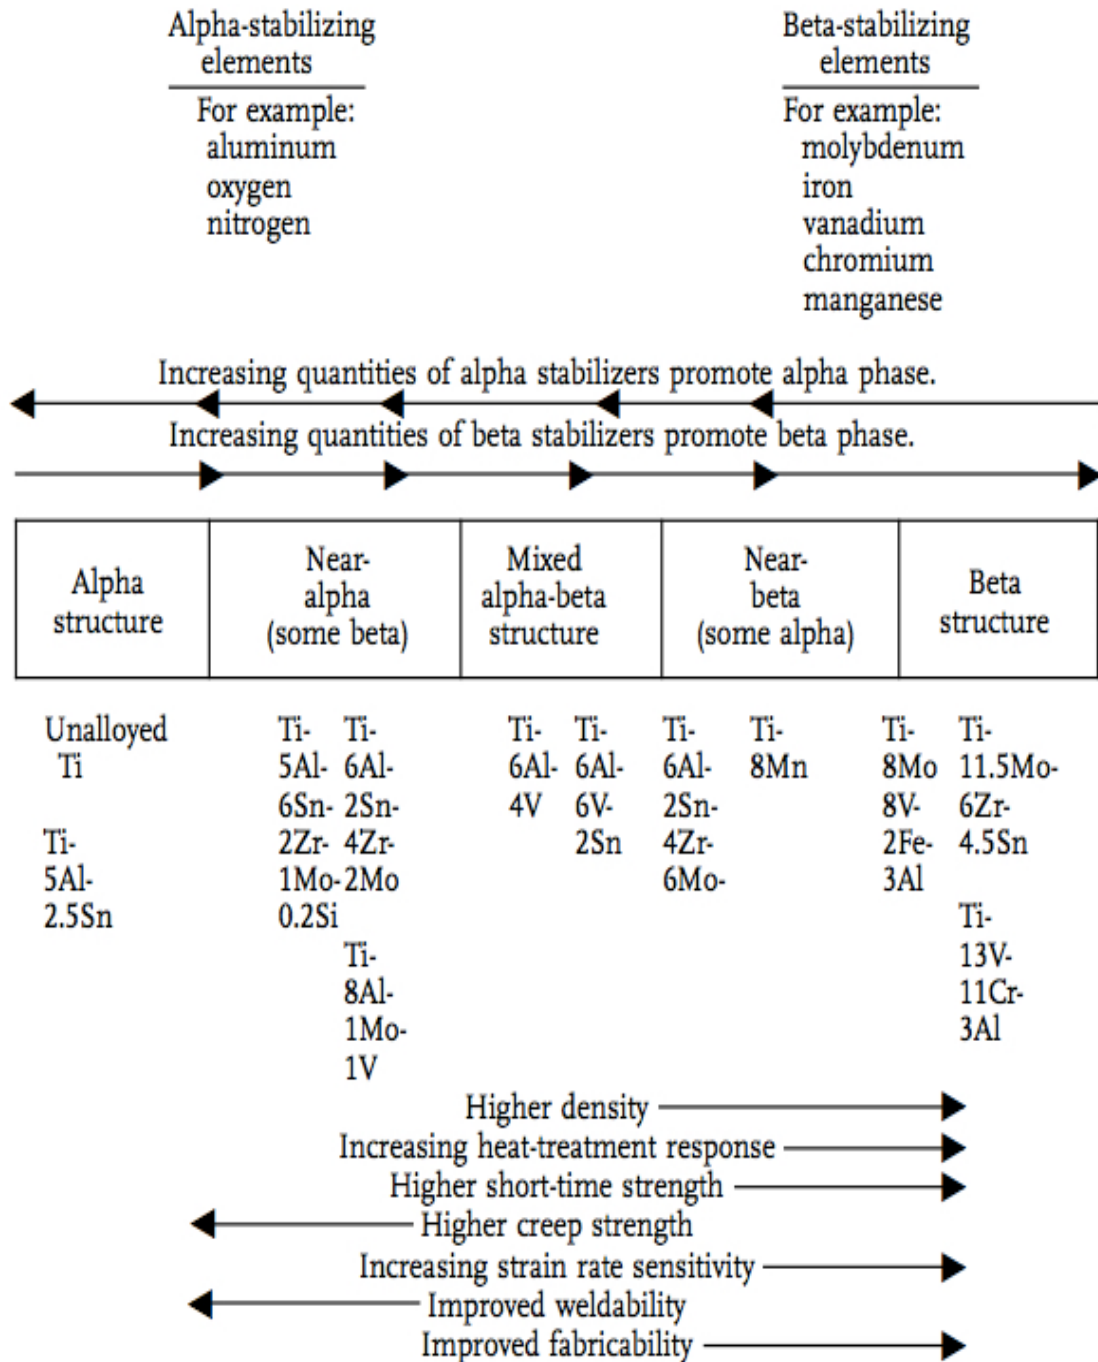 Alpha-stabilizing
elements
For example:
aluminum
oxygen
nitrogen
Beta-stabilizing
elements
For example:
molybdenum
iron
vanadium
chromium
manganese
Increasing quantities of alpha stabilizers promote alpha phase.
Increasing quantities of beta stabilizers promote beta phase.
Alpha
structure
Near-
alpha
(some beta)
Mixed
alpha-beta
structure
Near-
beta
(some alpha)
Beta
structure
Unalloyed
Ti
Ti-
5Al-
2.5Sn
Ti-
5Al-
6Sn-
2Zr-
1Mo-
0.2Si
Ti-
6Al-
2Sn-
4Zr-
2Mo
Ti-
8Al-
1Mo-
1V
Ti-
6Al-
4V
Ti-
6Al-
6V-
2Sn
Ti-
6Al-
2Sn-
4Zr-
6Mo-
Ti-
8Mn
Ti-
8Mo
8V-
2Fe-
3Al
Ti-
11.5Mo-
6Zr-
4.5Sn
Ti-
13V-
11Cr-
3Al
Higher density
Increasing heat-treatment response
Higher short-time strength
Higher creep strength
Increasing strain rate sensitivity
Improved weldability
Improved fabricability